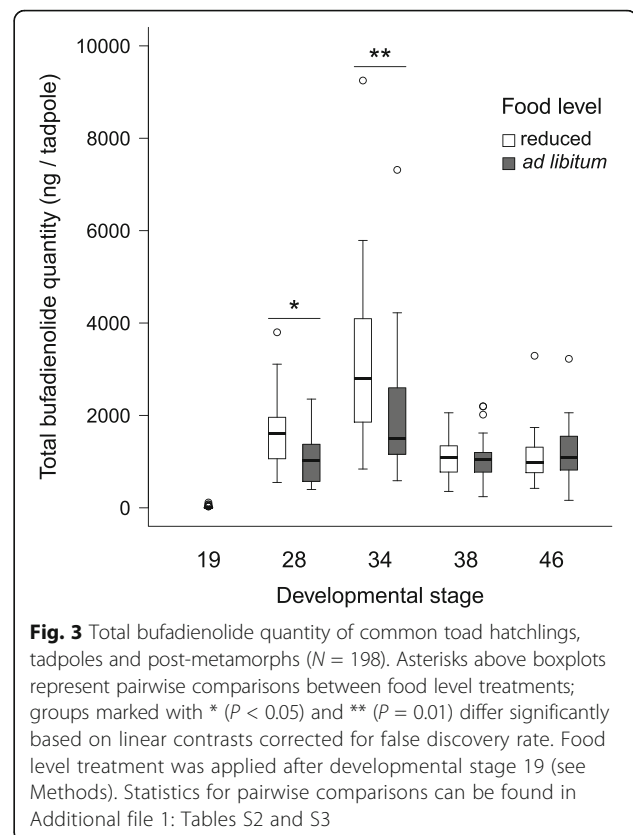 10000
**
Food level
reduced
ad libitum
8000
6000
*
4000
2000
0
Total bufadienolide quantity (ng / tadpole)
19 28 34 38 46
Developmental stage
Fig. 3 Total bufadienolide quantity of common toad hatchlings,
tadpoles and post-metamorphs (N = 198). Asterisks above boxplots
represent pairwise comparisons between food level treatments;
groups marked with * (P < 0.05) and ** (P = 0.01) differ significantly
based on linear contrasts corrected for false discovery rate. Food
level treatment was applied after developmental stage 19 (see
Methods). Statistics for pairwise comparisons can be found in
Additional file 1: Tables S2 and S3